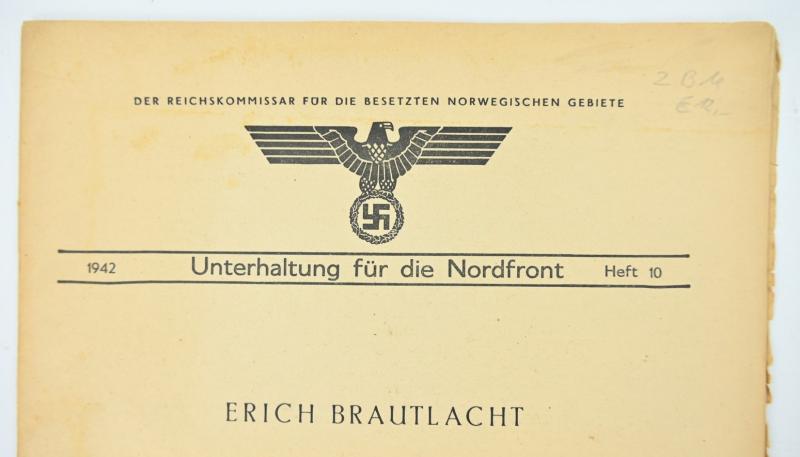 DER REICHSKOMMISSAR FÜR DIE BESETZTEN NORWEGISCHEN GEBIETE
1942 Unterhaltung für die Nordfront Heft 10
ERICH BRAUTLACHT